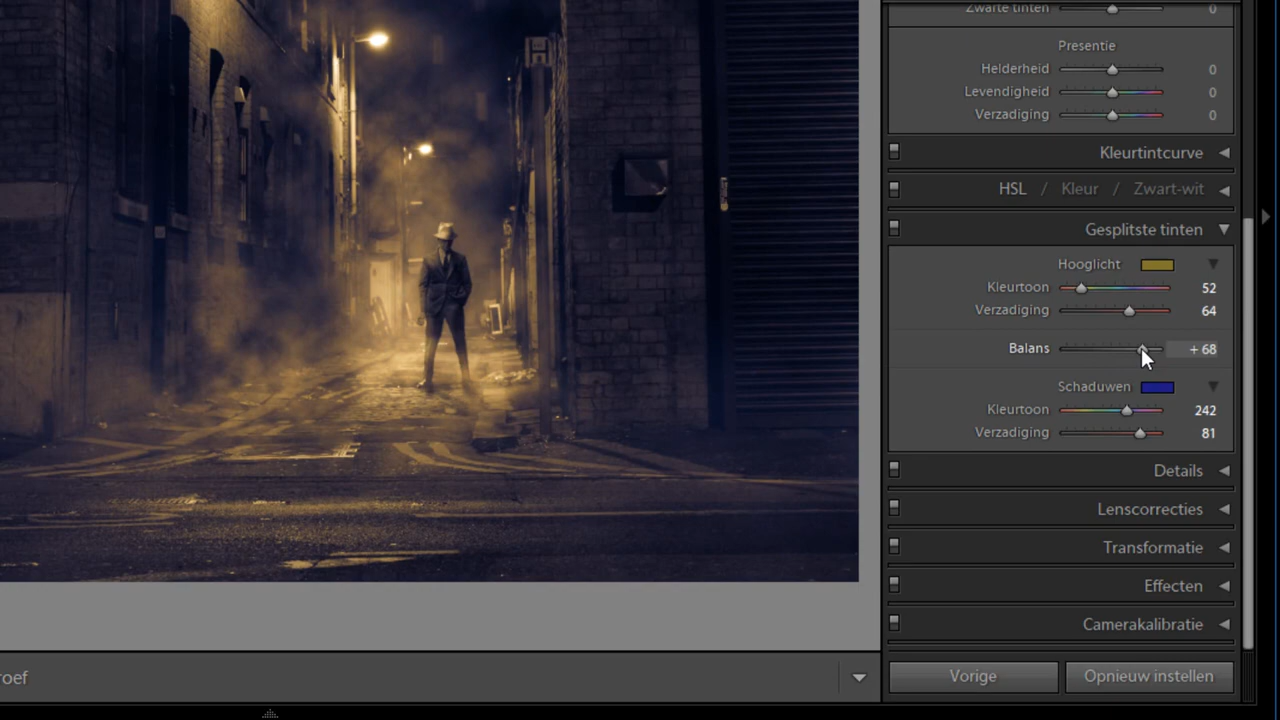 Zwarte tinten 0
Presentie
Helderheid 0
Levendigheid 0
Verzadiging 0
Kleurtintcurve
HSL / Kleur / Zwart-wit
Gesplitste tinten
Hooglicht
Kleurtoon 52
Verzadiging 64
Balans + 68
Schaduwen
Kleurtoon 242
Verzadiging 81
Details
Lenscorrecties
Transformatie
Effecten
Camerakalibratie
roef
Vorige Opnieuw instellen